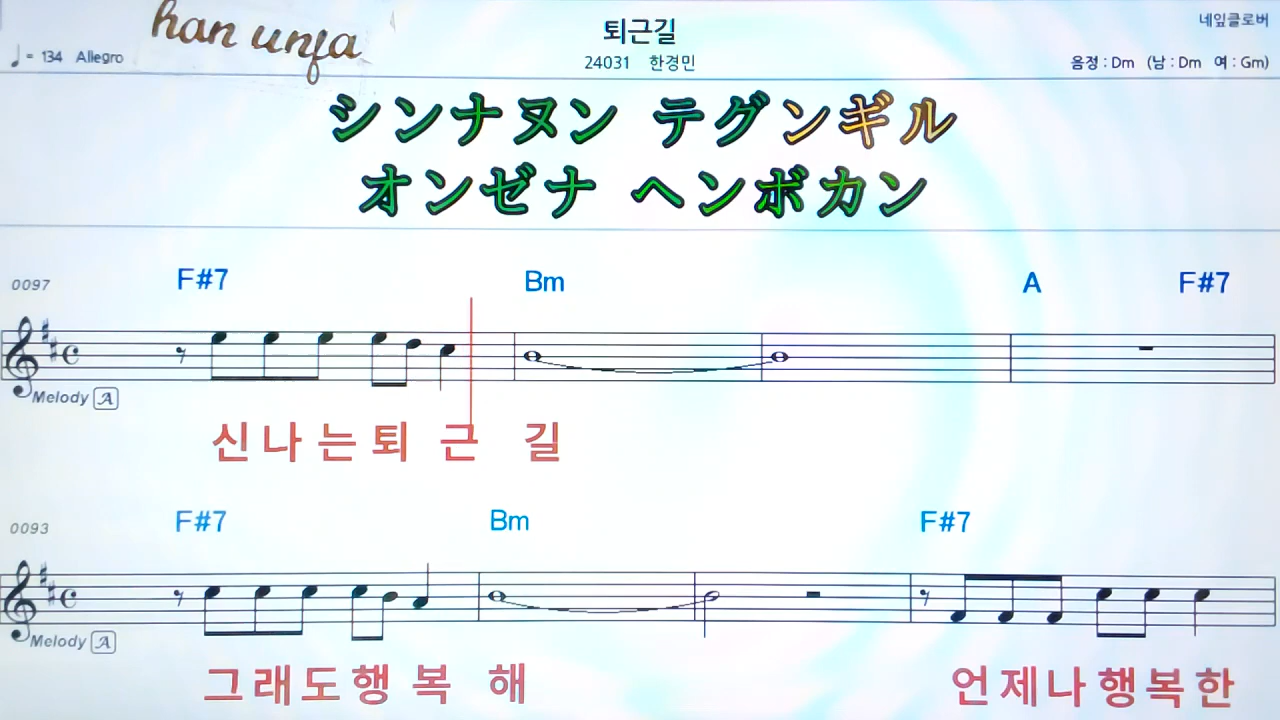 han unja
퇴근길
네잎클로버
♩= 134 Allegro
24031 한경민
음정 : Dm (남 : Dm 여 : Gm)
シンナヌン テグンギル
オンゼナ ヘンボカン
0097
F#7 Bm A F#7
Melody A
신나는퇴 근 길
0093
F#7 Bm F#7
Melody A
그래도행 복 해 언제나행복한